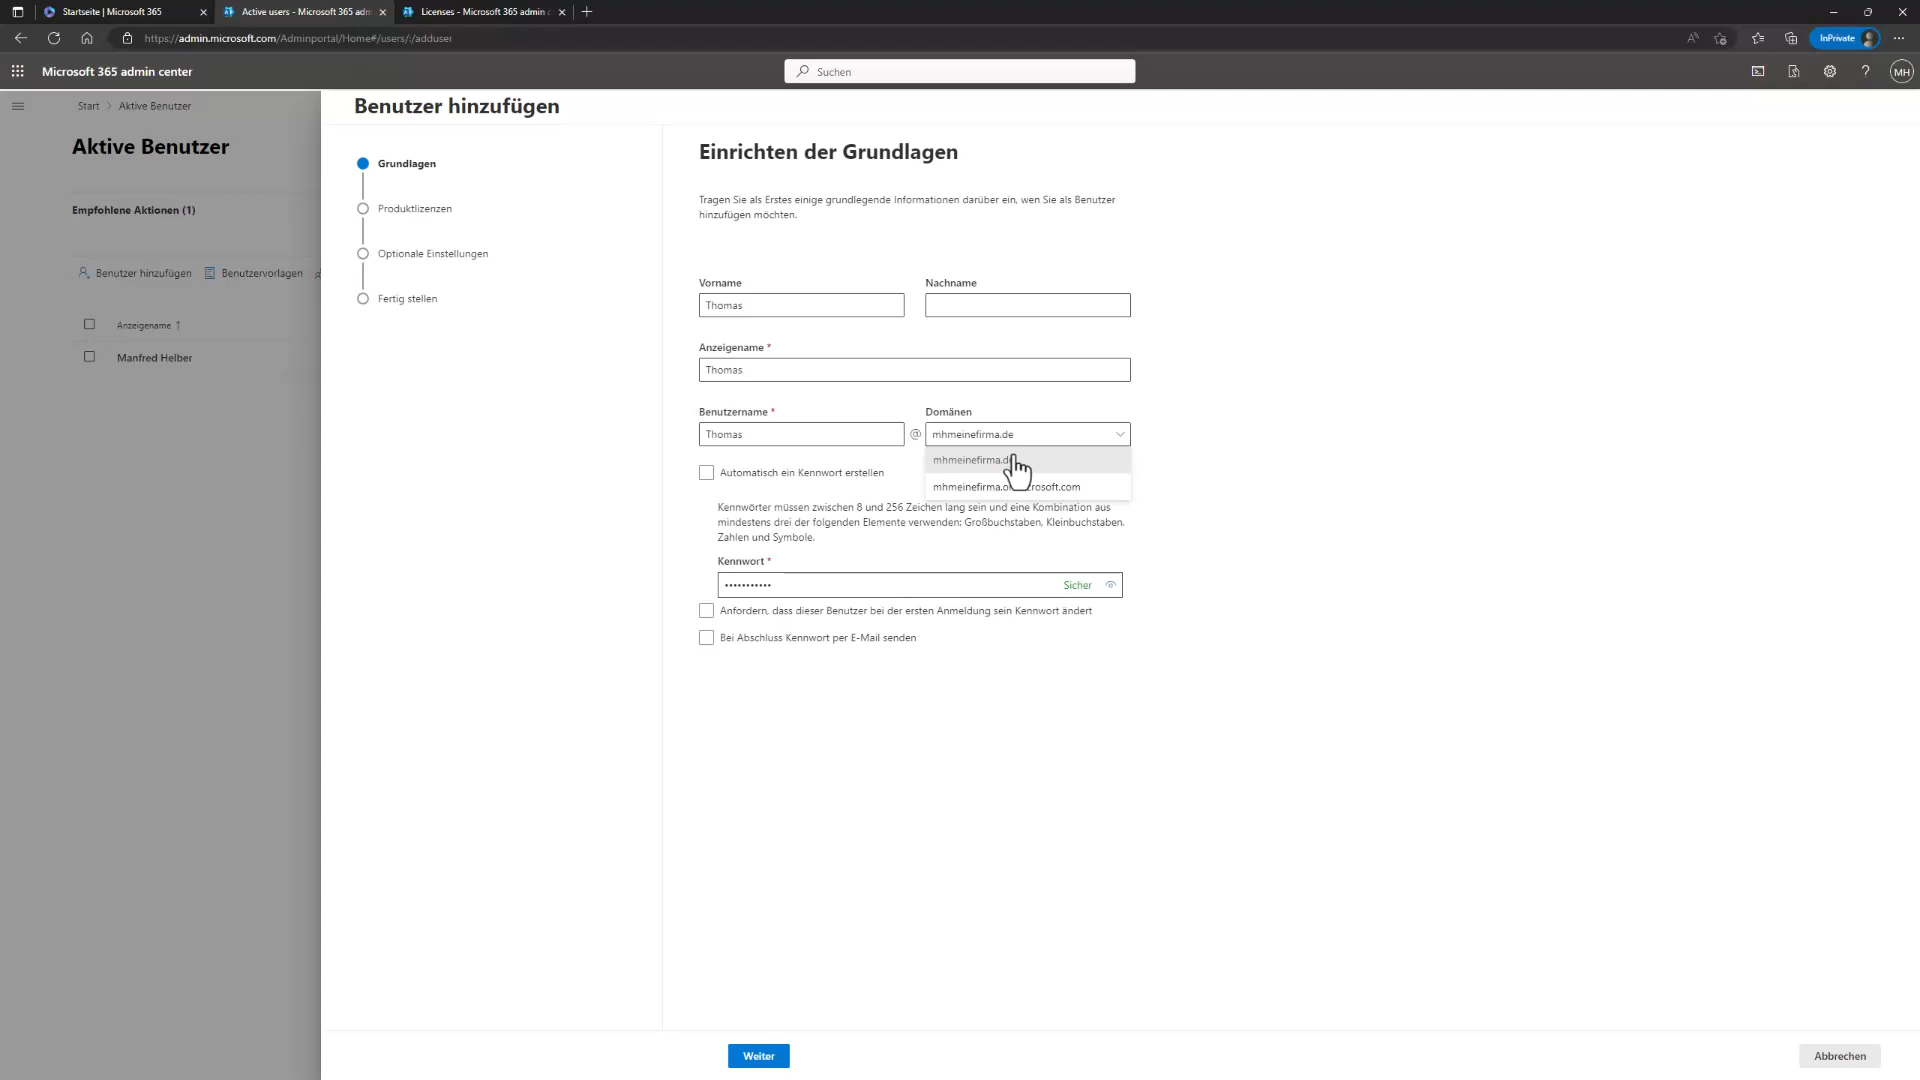 Startseite | Microsoft 365
Active users - Microsoft 365 adm
Licenses - Microsoft 365 admin c
https://admin.microsoft.com/Adminportal/Home#/users/:/adduser
InPrivate
Microsoft 365 admin center
Suchen
MH
Start > Aktive Benutzer
Aktive Benutzer
Empfohlene Aktionen (1)
Benutzer hinzufügen
Benutzervorlagen
Anzeigename ↑
Manfred Helber
Benutzer hinzufügen
Grundlagen
Produktlizenzen
Optionale Einstellungen
Fertig stellen
Einrichten der Grundlagen
Tragen Sie als Erstes einige grundlegende Informationen darüber ein, wen Sie als Benutzer
hinzufügen möchten.
Vorname
Nachname
Thomas
Anzeigename *
Thomas
Benutzername *
Domänen
Thomas @ mhmeinefirma.de
mhmeinefirma.de
Automatisch ein Kennwort erstellen
Kennwörter müssen zwischen 8 und 256 Zeichen lang sein und eine Kombination aus
mindestens drei der folgenden Elemente verwenden: Großbuchstaben, Kleinbuchstaben,
Zahlen und Symbole.
Kennwort *
Sicher
Anfordern, dass dieser Benutzer bei der ersten Anmeldung sein Kennwort ändert
Bei Abschluss Kennwort per E-Mail senden
Weiter
Abbrechen